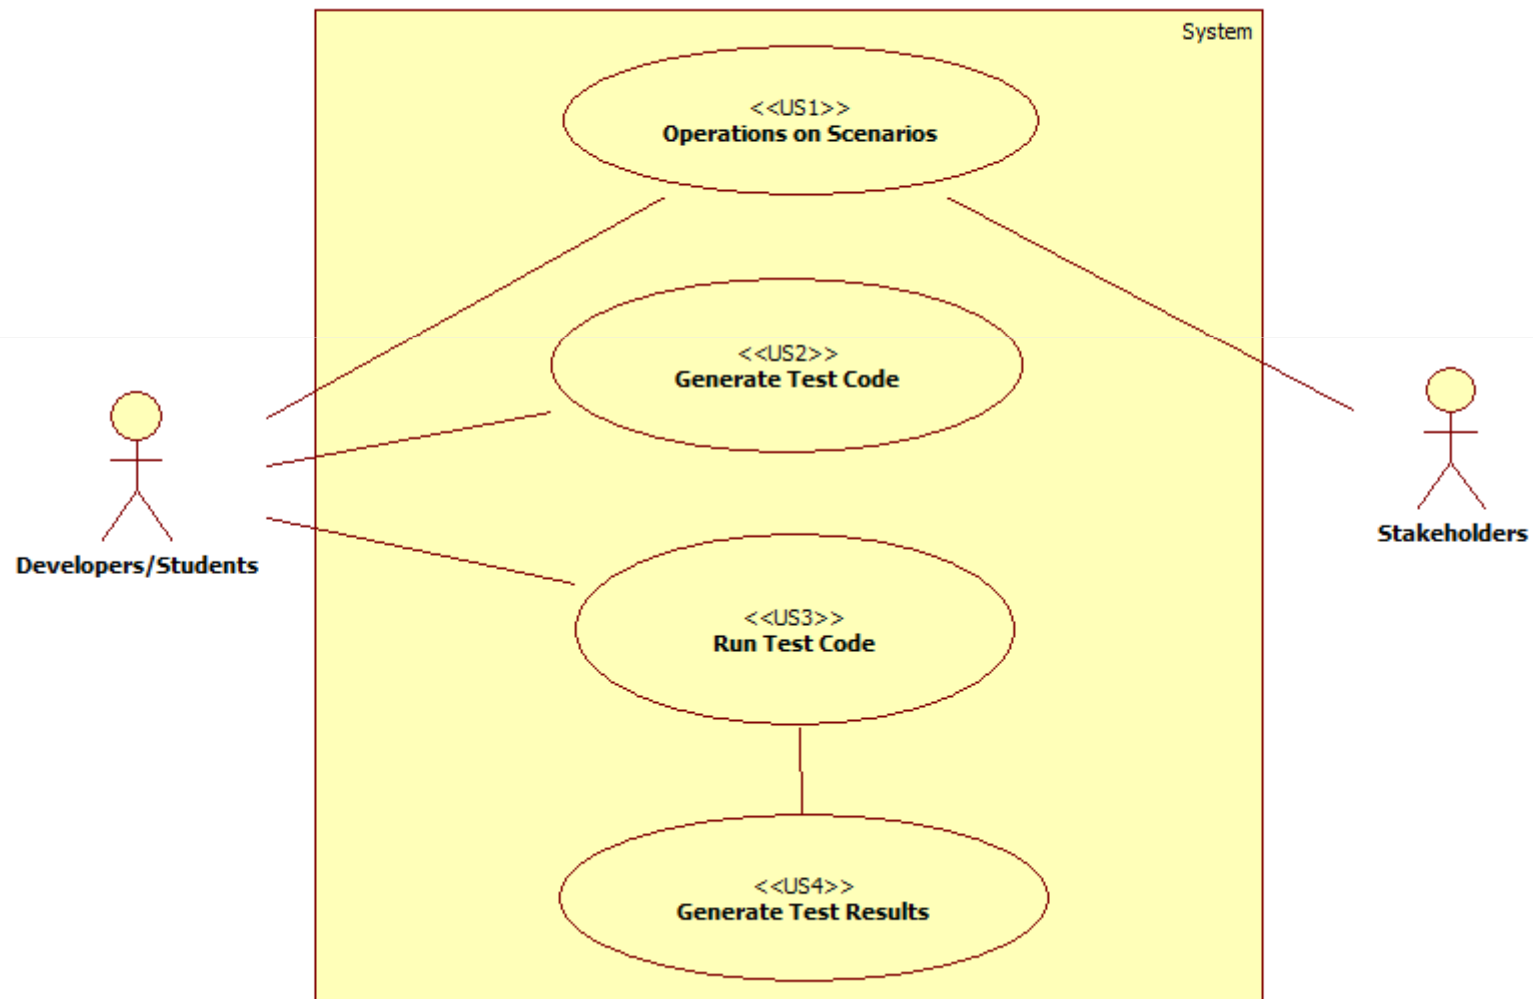 System
<<US1>>
Operations on Scenarios
<<US2>>
Generate Test Code
Developers/Students
Stakeholders
<<US3>>
Run Test Code
<<US4>>
Generate Test Results